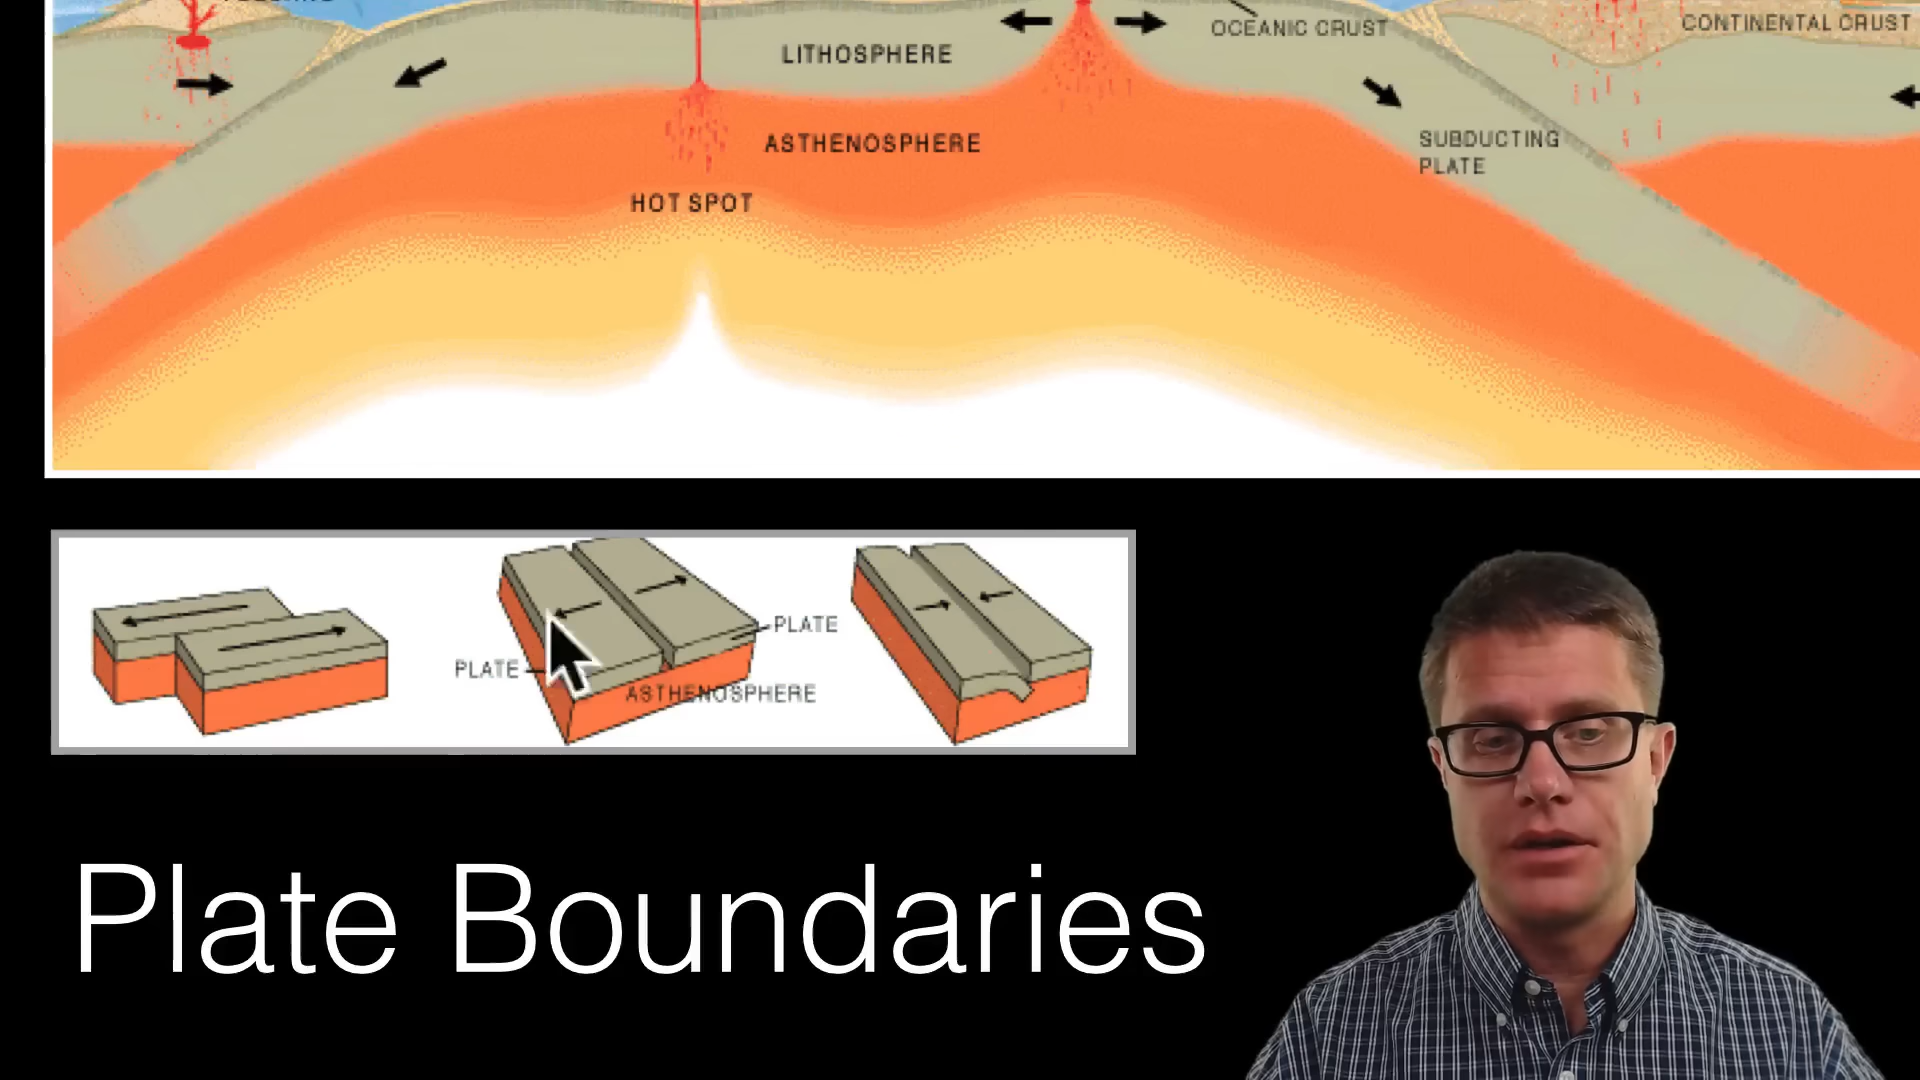 OCEANIC CRUST
CONTINENTAL CRUST
LITHOSPHERE
ASTHENOSPHERE
SUBDUCTING
PLATE
HOT SPOT
PLATE
PLATE
ASTHENOSPHERE
Plate Boundaries